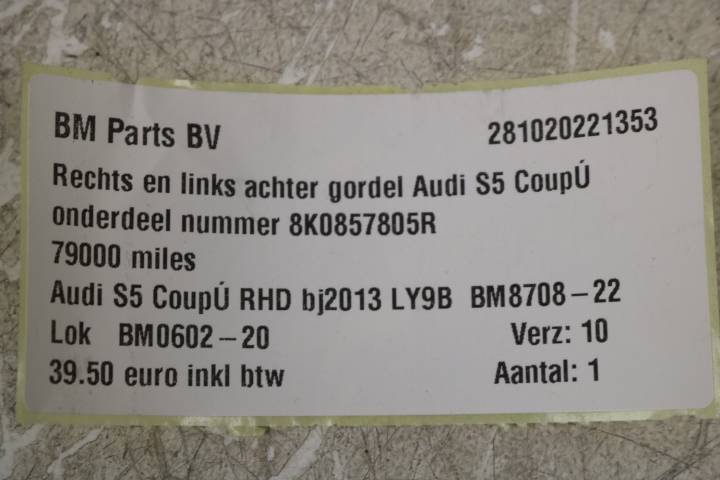 BM Parts BV 281020221353
Rechts en links achter gordel Audi S5 CoupÚ
onderdeel nummer 8K0857805R
79000 miles
Audi S5 CoupÚ RHD bj2013 LY9B BM8708-22
Lok BM0602-20 Verz: 10
39.50 euro inkl btw Aantal: 1